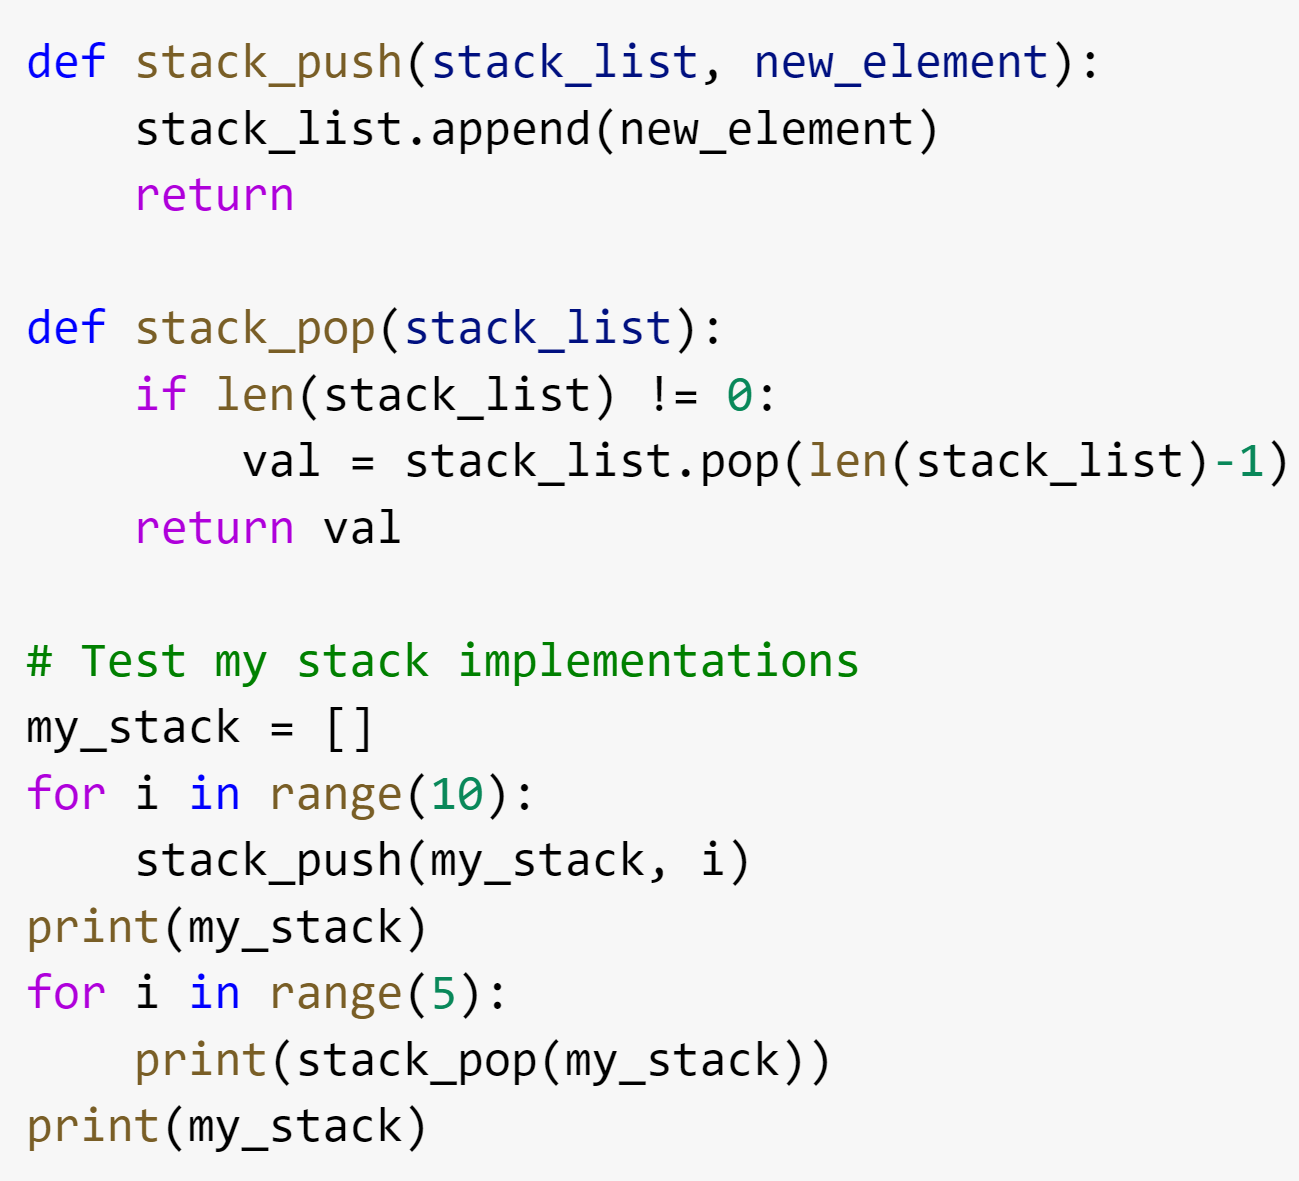 def stack_push(stack_list, new_element):
    stack_list.append(new_element)
    return

def stack_pop(stack_list):
    if len(stack_list) != 0:
        val = stack_list.pop(len(stack_list)-1)
    return val

# Test my stack implementations
my_stack = []
for i in range(10):
    stack_push(my_stack, i)
print(my_stack)
for i in range(5):
    print(stack_pop(my_stack))
print(my_stack)